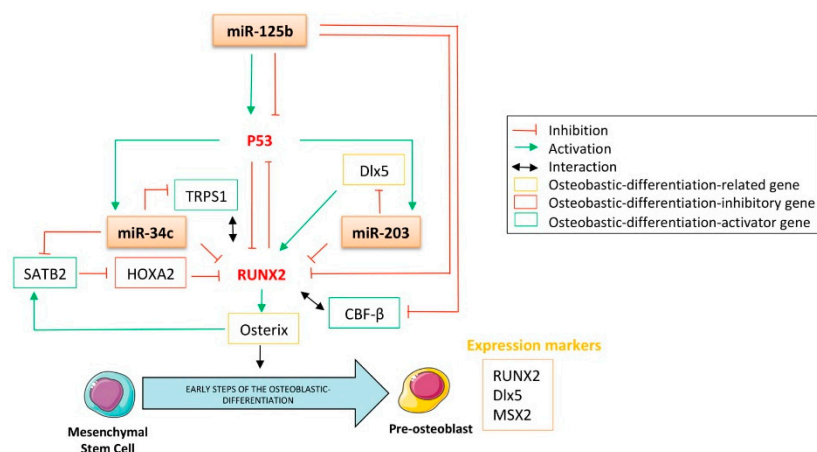 miR-125b
P53
Dlx5
TRPS1
miR-34c
miR-203
SATB2
HOXA2
RUNX2
CBF-β
Osterix
Inhibition
Activation
Interaction
Osteobastic-differentiation-related gene
Osteobastic-differentiation-inhibitory gene
Osteobastic-differentiation-activator gene
EARLY STEPS OF THE OSTEOBLASTIC-
DIFFERENTIATION
Mesenchymal
Stem Cell
Pre-osteoblast
Expression markers
RUNX2
Dlx5
MSX2